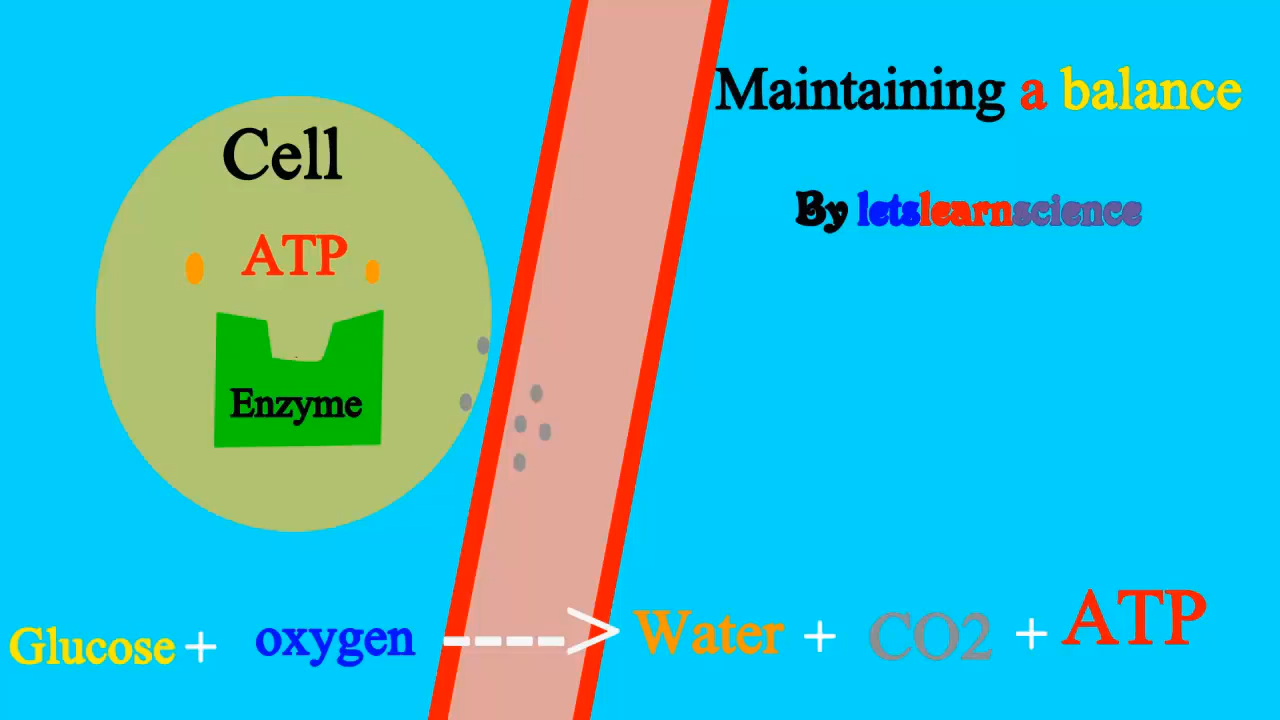 Maintaining a balance
By letslearnscience
Cell
ATP
Enzyme
Glucose + oxygen ----> Water + CO2 + ATP